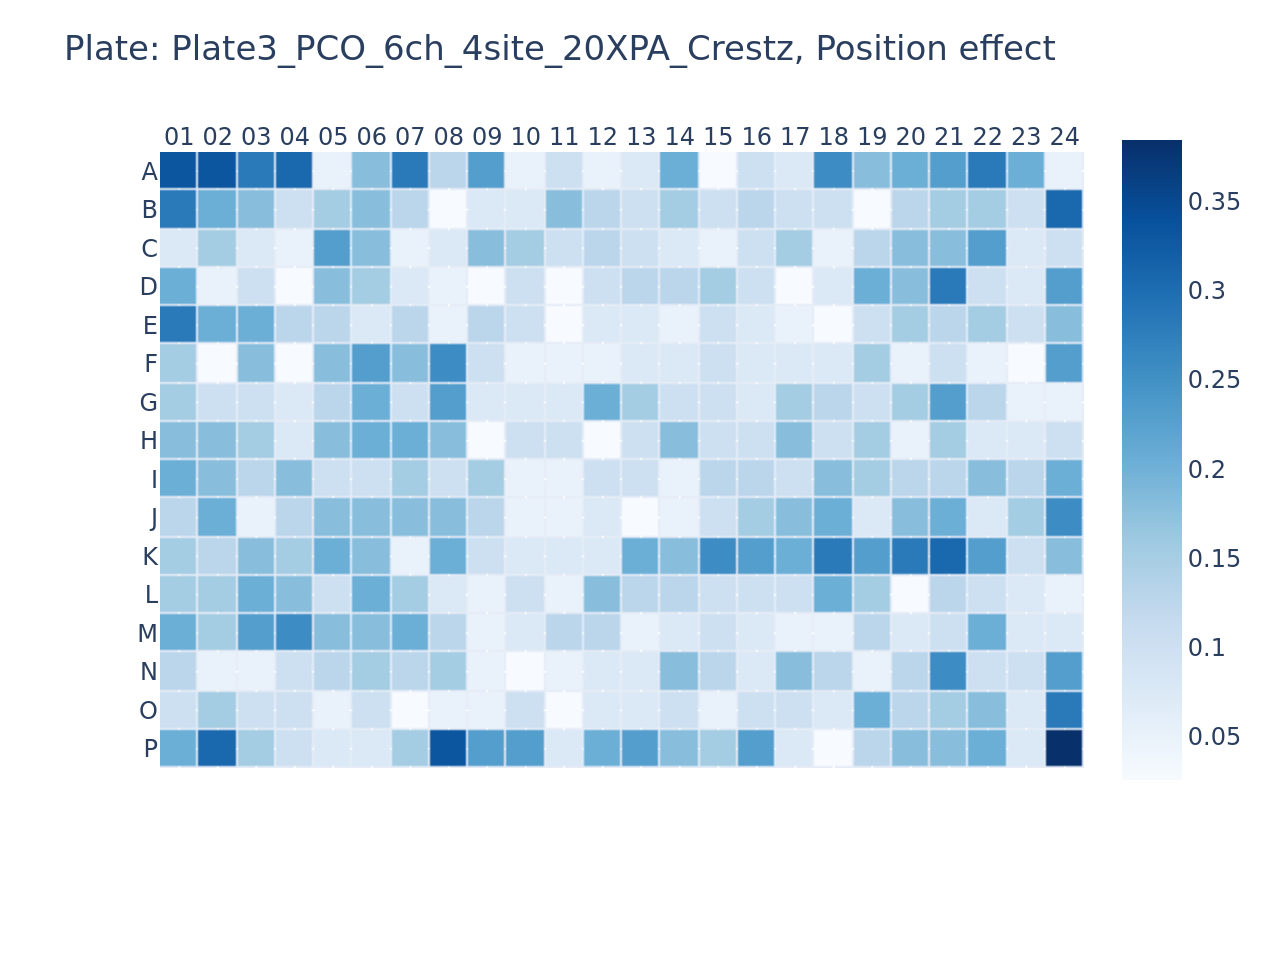 Plate: Plate3_PCO_6ch_4site_20XPA_Crestz, Position effect
01 02 03 04 05 06 07 08 09 10 11 12 13 14 15 16 17 18 19 20 21 22 23 24
A
B
C
D
E
F
G
H
I
J
K
L
M
N
O
P
0.35
0.3
0.25
0.2
0.15
0.1
0.05